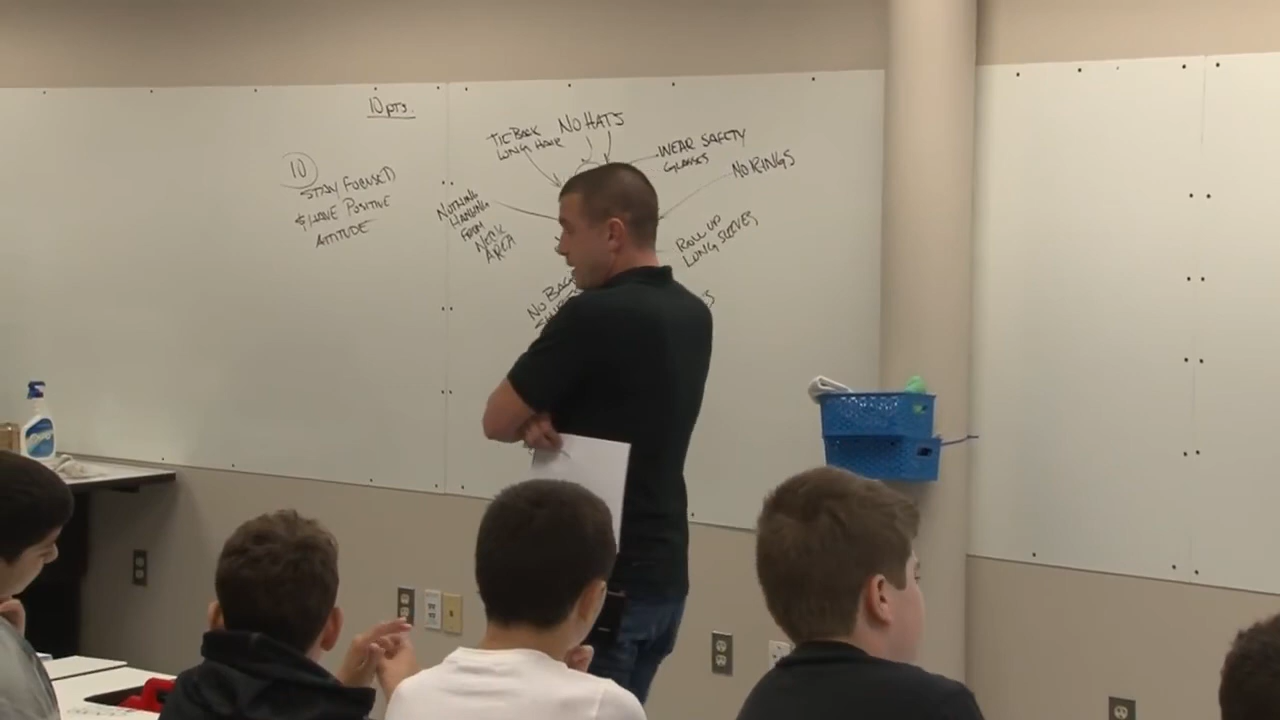 10 pts.
10
STAY FOCUSED
& HAVE POSITIVE
ATTITUDE
TIE BACK
LONG HAIR
NO HATS
WEAR SAFETY
GLASSES
NO RINGS
NOTHING
HANGING
FROM
NECK
AREA
ROLL UP
LONG SLEEVES
NO